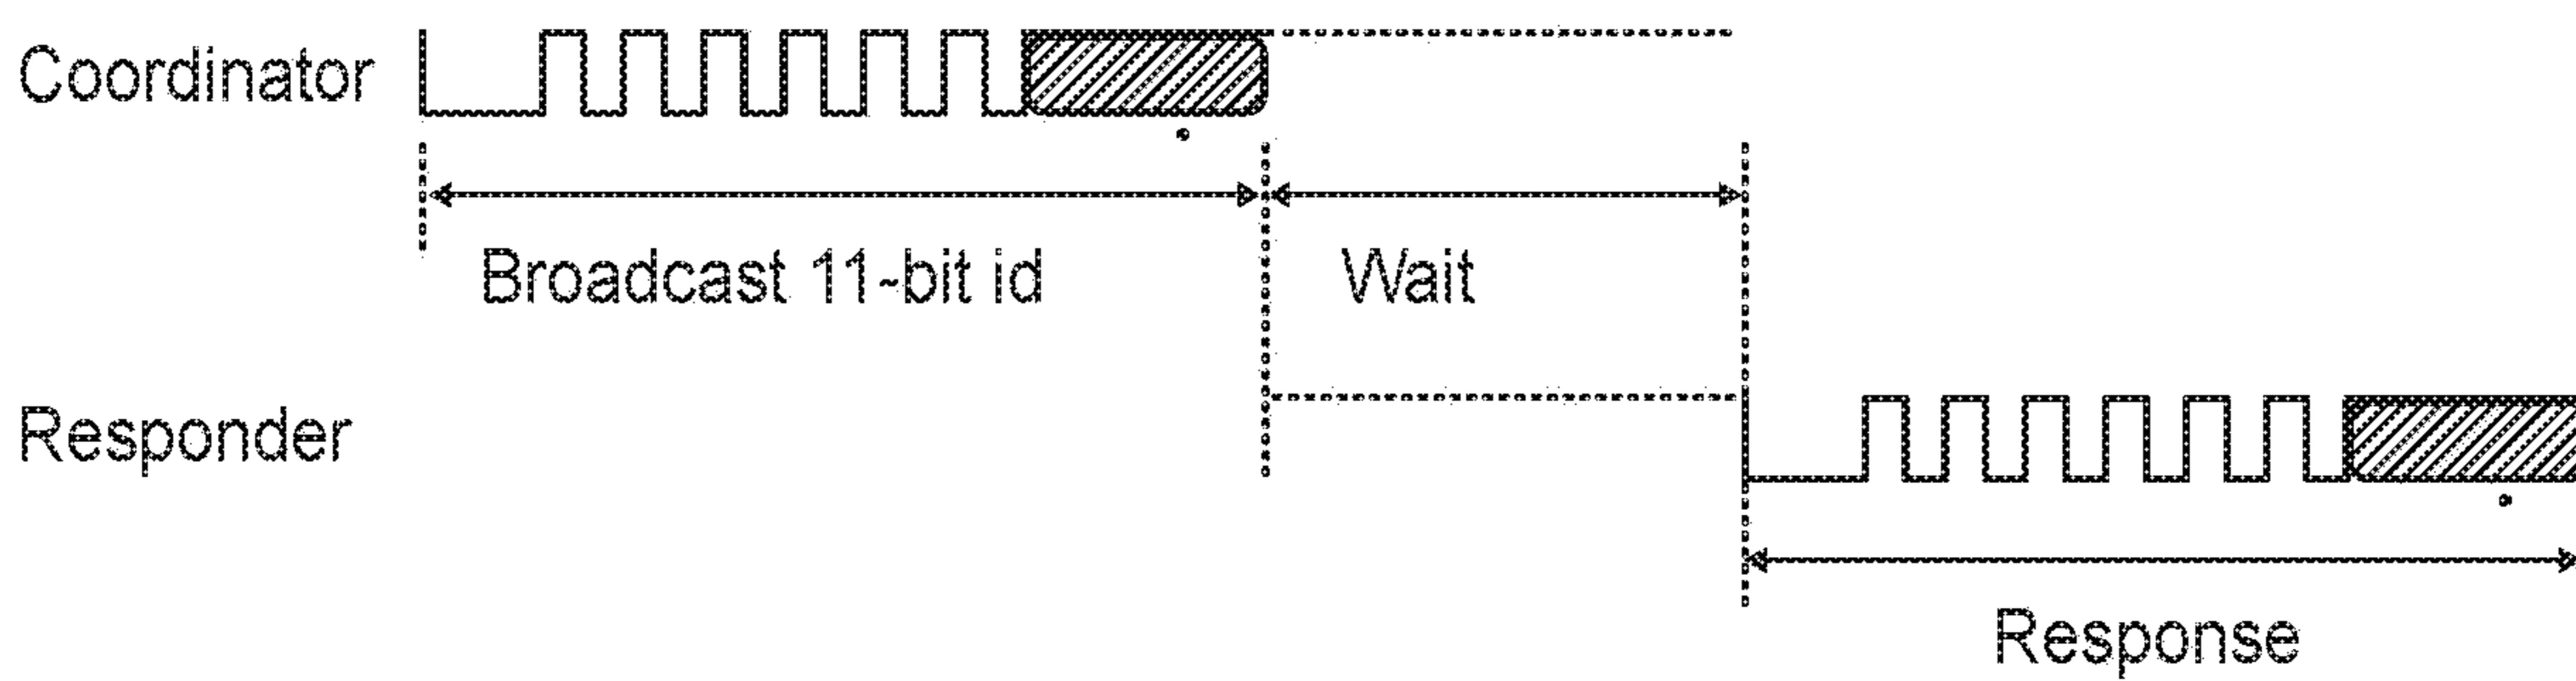 Coordinator
Broadcast 11-bit id
Wait
Responder
Response